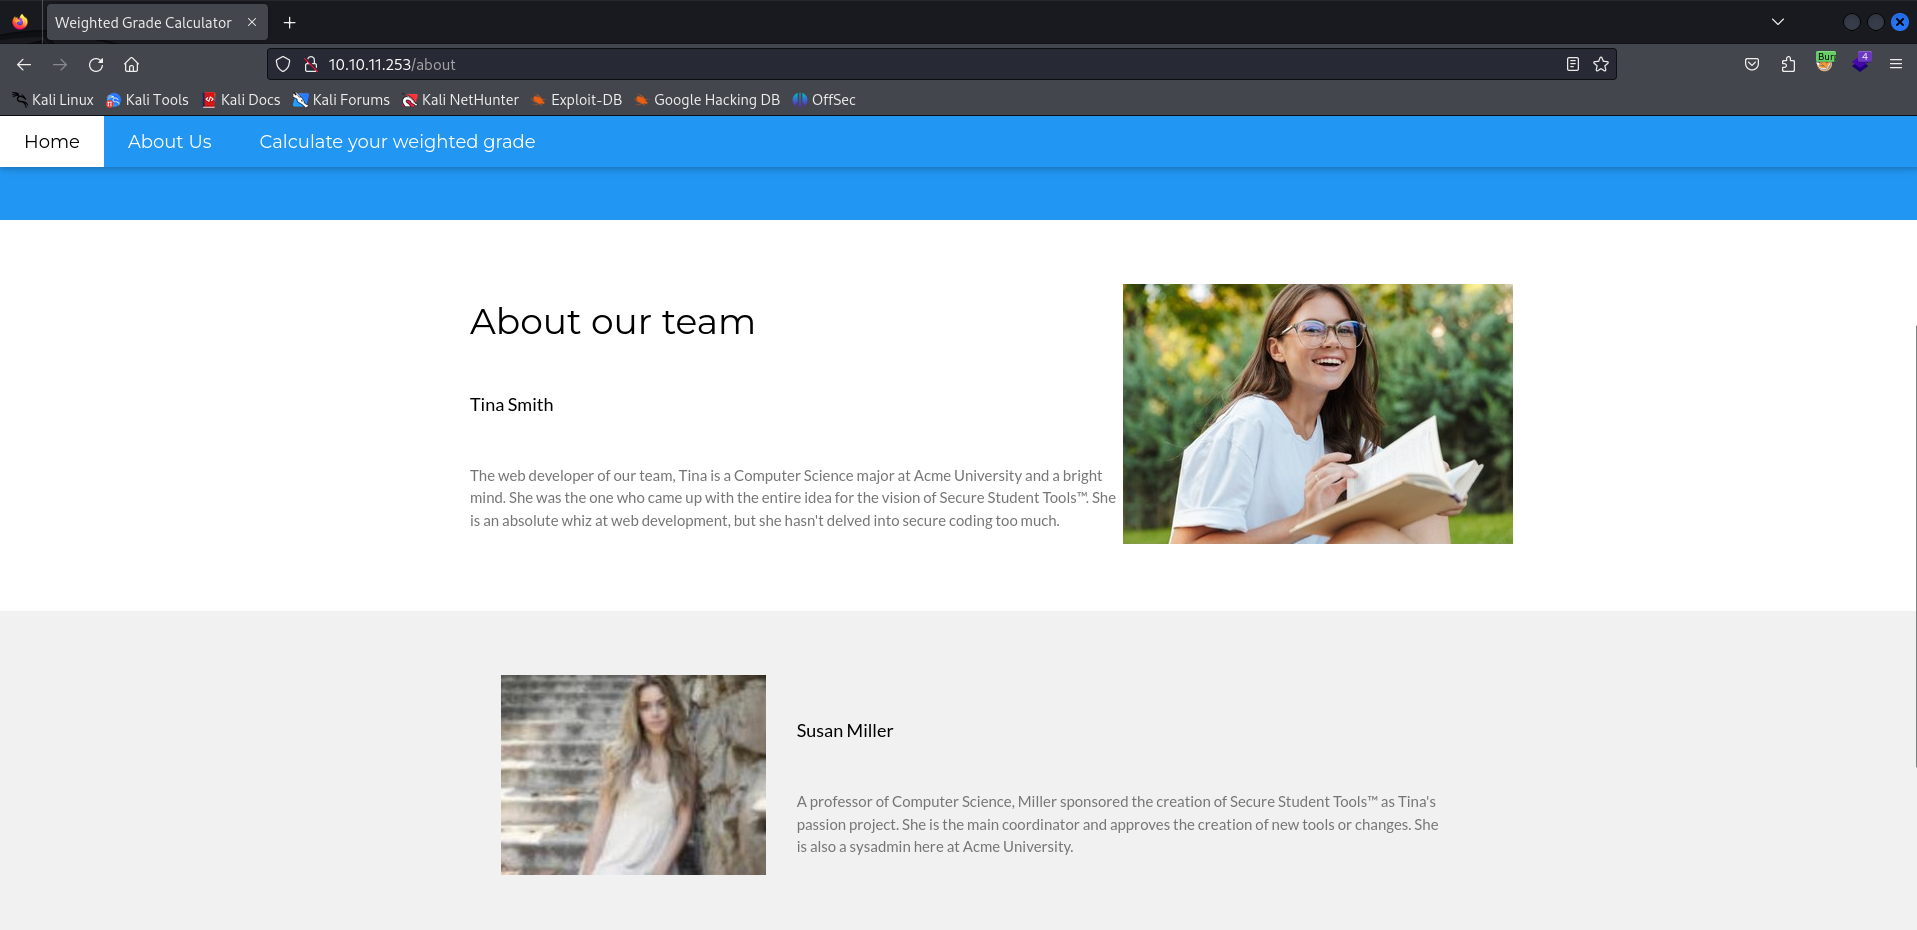 Weighted Grade Calculator
10.10.11.253/about
Bur
4
Kali Linux
Kali Tools
Kali Docs
Kali Forums
Kali NetHunter
Exploit-DB
Google Hacking DB
OffSec
Home
About Us
Calculate your weighted grade
About our team
Tina Smith
The web developer of our team, Tina is a Computer Science major at Acme University and a bright
mind. She was the one who came up with the entire idea for the vision of Secure Student Tools™. She
is an absolute whiz at web development, but she hasn't delved into secure coding too much.
Susan Miller
A professor of Computer Science, Miller sponsored the creation of Secure Student Tools™ as Tina's
passion project. She is the main coordinator and approves the creation of new tools or changes. She
is also a sysadmin here at Acme University.